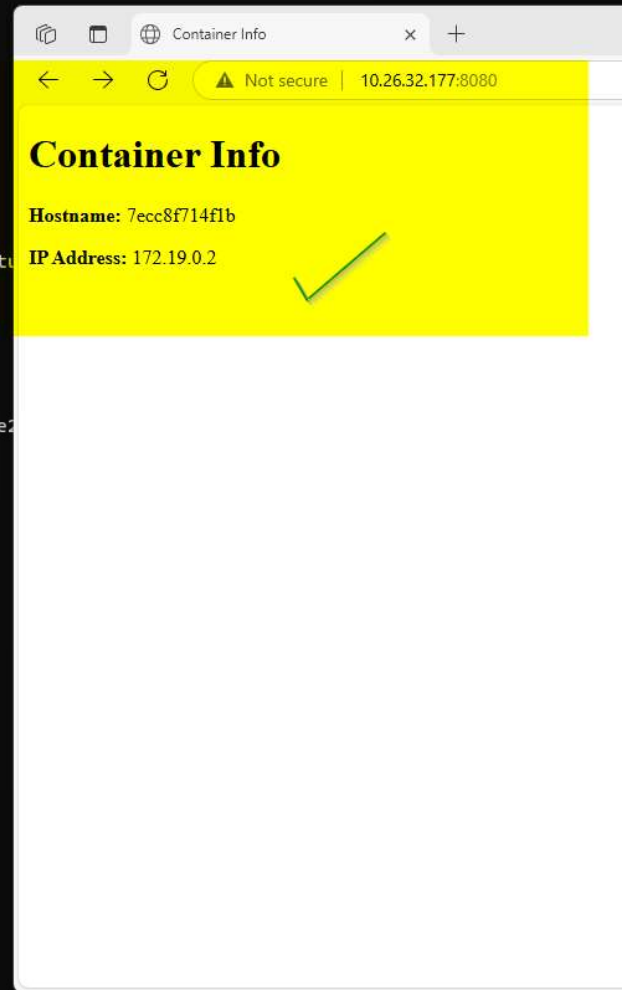 Container Info
Not secure | 10.26.32.177:8080
Container Info
Hostname: 7ecc8f714f1b
IP Address: 172.19.0.2